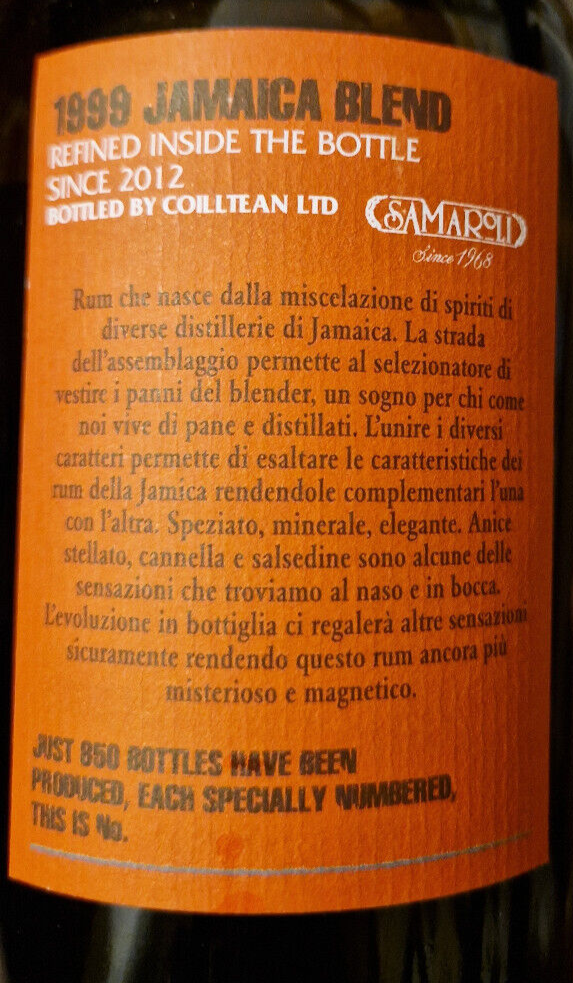 1999 JAMAICA BLEND
REFINED INSIDE THE BOTTLE
SINCE 2012
BOTTLED BY COILLTEAN LTD
SAMAROLI
Since 1968
Rum che nasce dalla miscelazione di spiriti di
diverse distillerie di Jamaica. La strada
dell'assemblaggio permette al selezionatore di
vestire i panni del blender, un sogno per chi come
noi vive di pane e distillati. L'unire i diversi
caratteri permette di esaltare le caratteristiche dei
rum della Jamica rendendole complementari l'una
con l'altra. Speziato, minerale, elegante. Anice
stellato, cannella e salsedine sono alcune delle
sensazioni che troviamo al naso e in bocca.
L'evoluzione in bottiglia ci regalerà altre sensazioni
sicuramente rendendo questo rum ancora più
misterioso e magnetico.
JUST 850 BOTTLES HAVE BEEN
PRODUCED, EACH SPECIALLY NUMBERED,
THIS IS No.